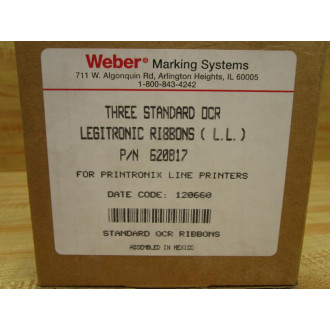 Weber® Marking Systems
711 W. Algonquin Rd, Arlington Heights, IL 60005
1-800-843-4242
THREE STANDARD OCR
LEGITRONIC RIBBONS ( L.L.)
P/N 620817
FOR PRINTRONIX LINE PRINTERS
DATE CODE: 120660
STANDARD OCR RIBBONS
ASSEMBLED IN MEXICO